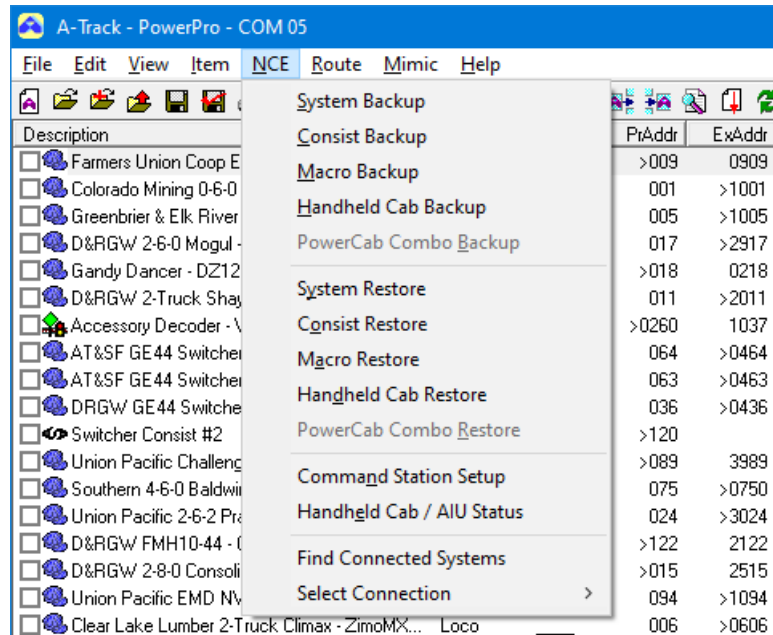 A-Track - PowerPro - COM 05
File Edit View Item NCE Route Mimic Help
Description PrAddr ExAddr
Farmers Union Coop E >009 0909
Colorado Mining 0-6-0 001 >1001
Greenbrier & Elk River 005 >1005
D&RGW 2-6-0 Mogul - 017 >2917
Gandy Dancer - DZ12 >018 0218
D&RGW 2-Truck Shay 011 >2011
Accessory Decoder - >0260 1037
AT&SF GE44 Switcher 064 >0464
AT&SF GE44 Switcher 063 >0463
DRGW GE44 Switche 036 >0436
Switcher Consist #2 >120
Union Pacific Challeng >089 3989
Southern 4-6-0 Baldwi 075 >0750
Union Pacific 2-6-2 Pra 024 >3024
D&RGW FMH10-44 - >122 2122
D&RGW 2-8-0 Consoli >015 2515
Union Pacific EMD NW 094 >1094
Clear Lake Lumber 2-Truck Climax - ZimoMX... Loco 006 >0606
System Backup
Consist Backup
Macro Backup
Handheld Cab Backup
PowerCab Combo Backup
System Restore
Consist Restore
Macro Restore
Handheld Cab Restore
PowerCab Combo Restore
Command Station Setup
Handheld Cab / AIU Status
Find Connected Systems
Select Connection >